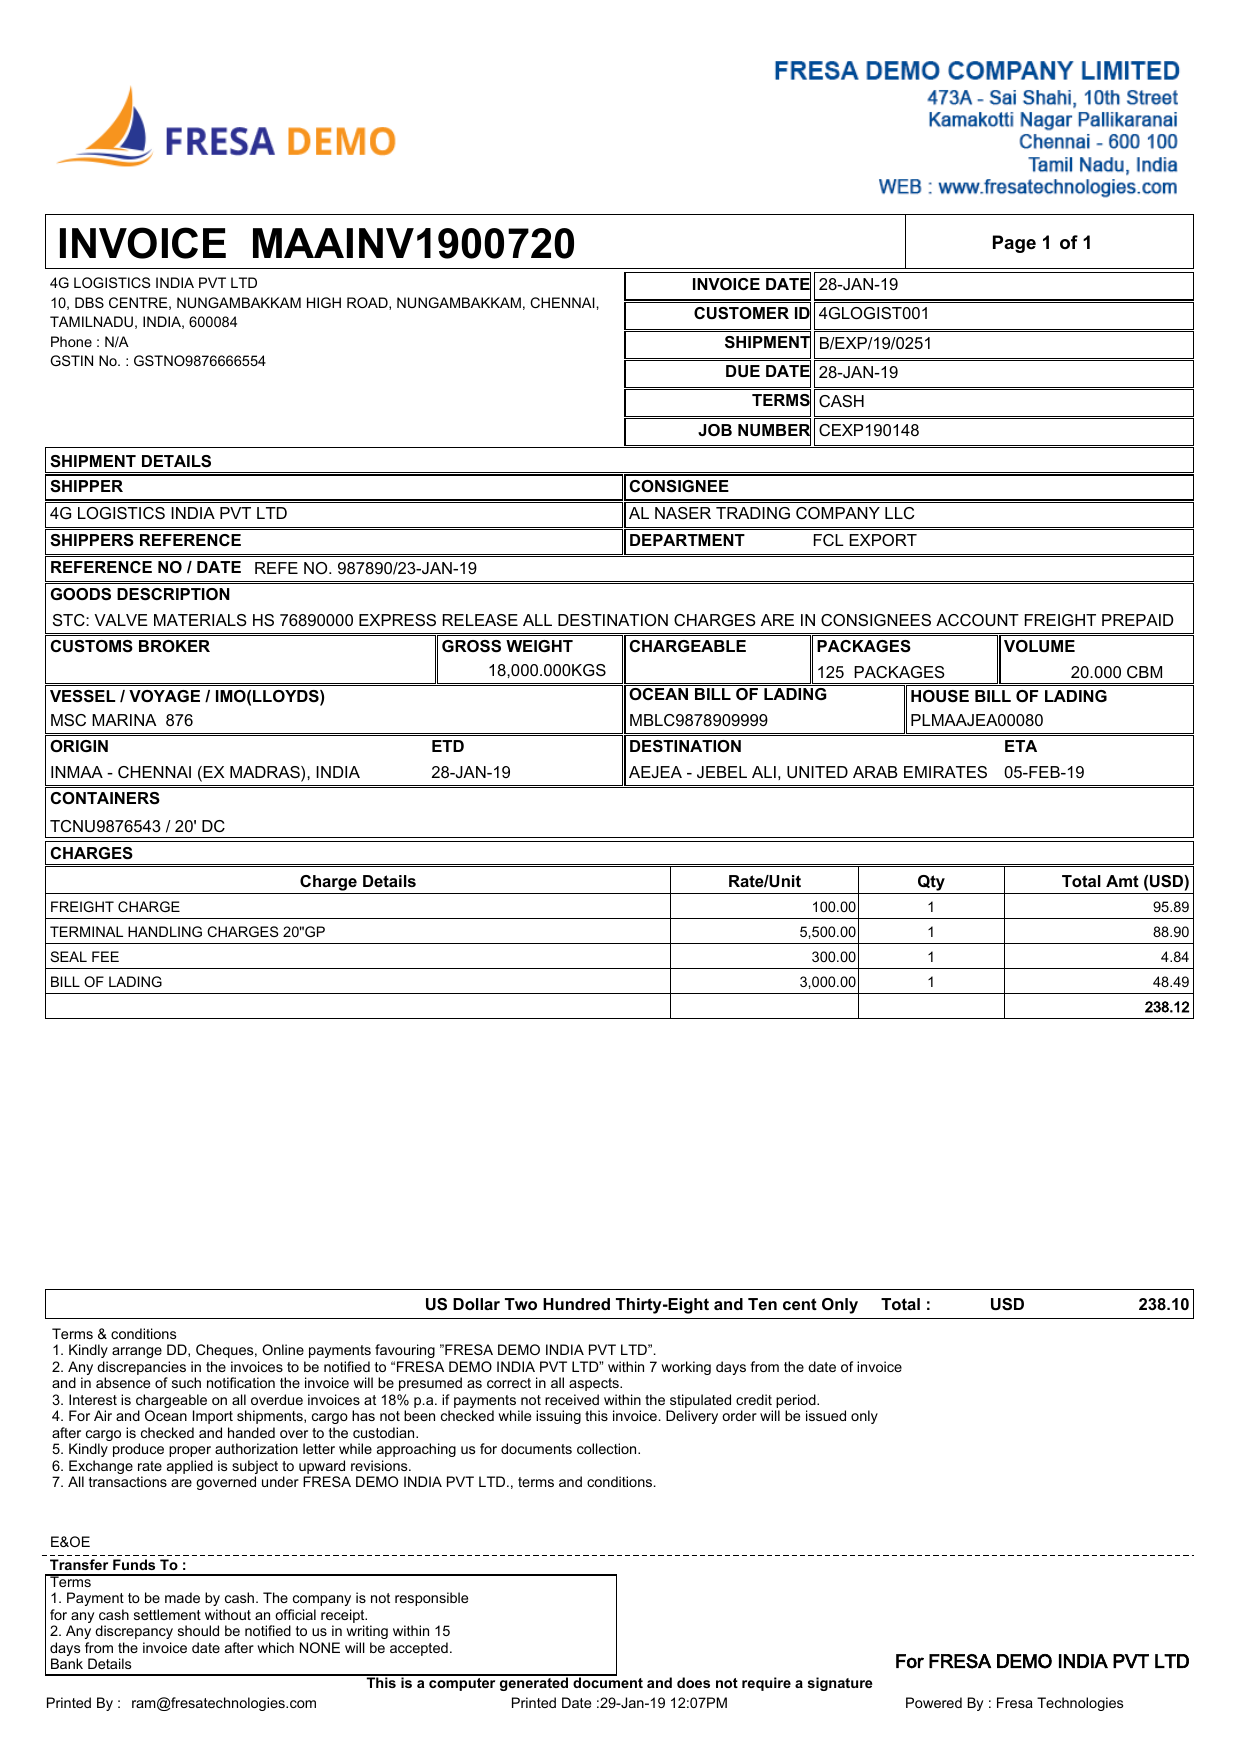 FRESA DEMO
FRESA DEMO COMPANY LIMITED
473A - Sai Shahi, 10th Street
Kamakotti Nagar Pallikaranai
Chennai - 600 100
Tamil Nadu, India
WEB : www.fresatechnologies.com
INVOICE MAAINV1900720
Page 1 of 1
4G LOGISTICS INDIA PVT LTD
10, DBS CENTRE, NUNGAMBAKKAM HIGH ROAD, NUNGAMBAKKAM, CHENNAI,
TAMILNADU, INDIA, 600084
Phone : N/A
GSTIN No. : GSTNO9876666554
INVOICE DATE 28-JAN-19
CUSTOMER ID 4GLOGIST001
SHIPMENT B/EXP/19/0251
DUE DATE 28-JAN-19
TERMS CASH
JOB NUMBER CEXP190148
SHIPMENT DETAILS
SHIPPER CONSIGNEE
4G LOGISTICS INDIA PVT LTD AL NASER TRADING COMPANY LLC
SHIPPERS REFERENCE DEPARTMENT FCL EXPORT
REFERENCE NO / DATE REFE NO. 987890/23-JAN-19
GOODS DESCRIPTION
STC: VALVE MATERIALS HS 76890000 EXPRESS RELEASE ALL DESTINATION CHARGES ARE IN CONSIGNEES ACCOUNT FREIGHT PREPAID
CUSTOMS BROKER GROSS WEIGHT CHARGEABLE PACKAGES VOLUME
18,000.000KGS 125 PACKAGES 20.000 CBM
VESSEL / VOYAGE / IMO(LLOYDS) OCEAN BILL OF LADING HOUSE BILL OF LADING
MSC MARINA 876 MBLC9878909999 PLMAAJEA00080
ORIGIN ETD DESTINATION ETA
INMAA - CHENNAI (EX MADRAS), INDIA 28-JAN-19 AEJEA - JEBEL ALI, UNITED ARAB EMIRATES 05-FEB-19
CONTAINERS
TCNU9876543 / 20' DC
CHARGES
Charge Details Rate/Unit Qty Total Amt (USD)
FREIGHT CHARGE 100.00 1 95.89
TERMINAL HANDLING CHARGES 20"GP 5,500.00 1 88.90
SEAL FEE 300.00 1 4.84
BILL OF LADING 3,000.00 1 48.49
238.12
US Dollar Two Hundred Thirty-Eight and Ten cent Only Total : USD 238.10
Terms & conditions
1. Kindly arrange DD, Cheques, Online payments favouring ”FRESA DEMO INDIA PVT LTD”.
2. Any discrepancies in the invoices to be notified to “FRESA DEMO INDIA PVT LTD” within 7 working days from the date of invoice
and in absence of such notification the invoice will be presumed as correct in all aspects.
3. Interest is chargeable on all overdue invoices at 18% p.a. if payments not received within the stipulated credit period.
4. For Air and Ocean Import shipments, cargo has not been checked while issuing this invoice. Delivery order will be issued only
after cargo is checked and handed over to the custodian.
5. Kindly produce proper authorization letter while approaching us for documents collection.
6. Exchange rate applied is subject to upward revisions.
7. All transactions are governed under FRESA DEMO INDIA PVT LTD., terms and conditions.
E&OE
Transfer Funds To :
Terms
1. Payment to be made by cash. The company is not responsible
for any cash settlement without an official receipt.
2. Any discrepancy should be notified to us in writing within 15
days from the invoice date after which NONE will be accepted.
Bank Details
For FRESA DEMO INDIA PVT LTD
This is a computer generated document and does not require a signature
Printed By : ram@fresatechnologies.com Printed Date :29-Jan-19 12:07PM Powered By : Fresa Technologies